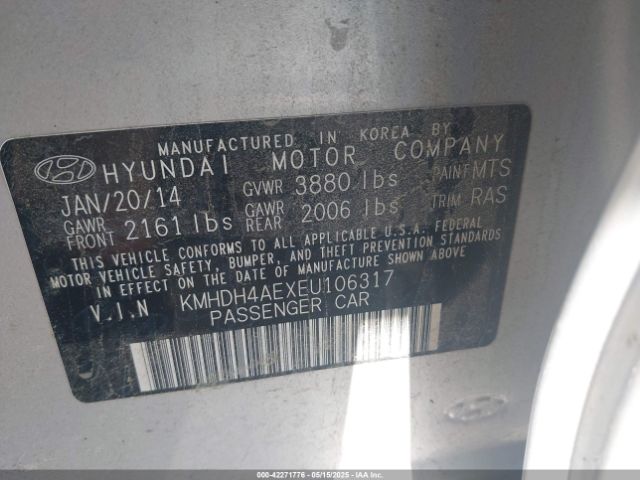 MANUFACTURED IN KOREA BY
HYUNDAI MOTOR COMPANY
JAN/20/14 GVWR 3880 lbs PAINT MTS
GAWR FRONT 2161 lbs GAWR REAR 2006 lbs TRIM RAS
THIS VEHICLE CONFORMS TO ALL APPLICABLE U.S.A. FEDERAL
MOTOR VEHICLE SAFETY, BUMPER, AND THEFT PREVENTION STANDARDS
IN EFFECT ON THE DATE OF MANUFACTURE SHOWN ABOVE.
V.I.N KMHDH4AEXEU106317
PASSENGER CAR
000-42271776 - 05/15/2025 - IAAI.COM